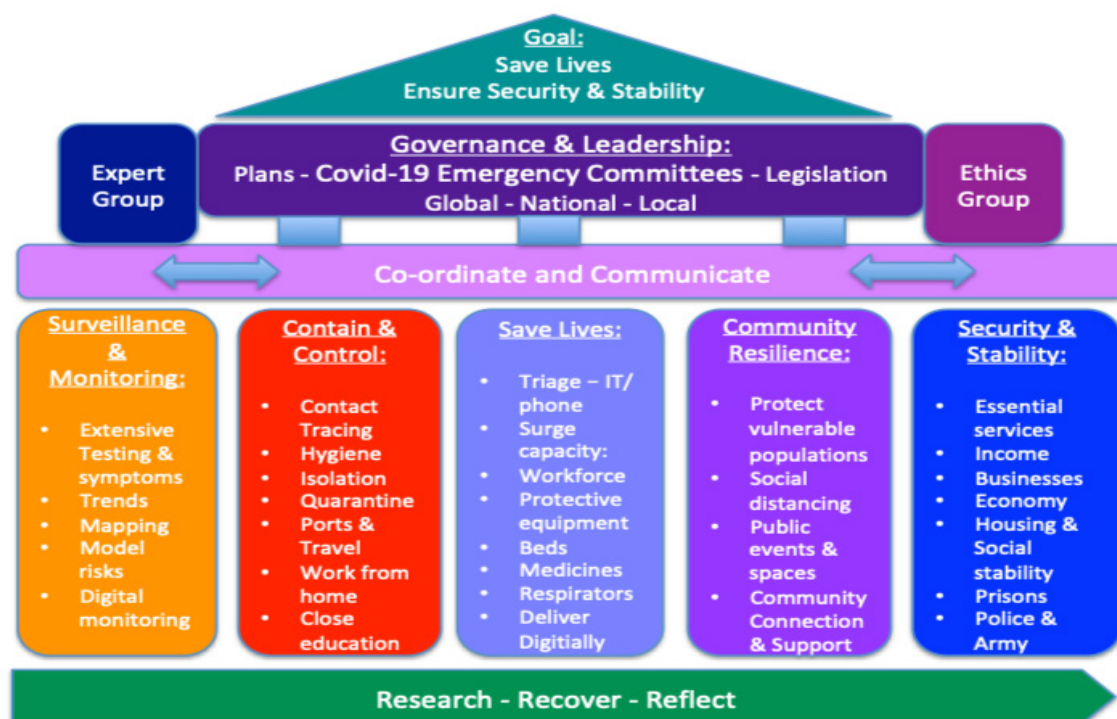 Goal:
Save Lives
Ensure Security & Stability
Expert
Group
Governance & Leadership:
Plans - Covid-19 Emergency Committees - Legislation
Global - National - Local
Ethics
Group
Co-ordinate and Communicate
Surveillance
&
Monitoring:
• Extensive
Testing &
symptoms
• Trends
• Mapping
• Model
risks
• Digital
monitoring
Contain &
Control:
• Contact
Tracing
• Hygiene
• Isolation
• Quarantine
• Ports &
Travel
• Work from
home
• Close
education
Save Lives:
• Triage – IT/
phone
• Surge
capacity:
• Workforce
• Protective
equipment
• Beds
• Medicines
• Respirators
• Deliver
Digitially
Community
Resilience:
• Protect
vulnerable
populations
• Social
distancing
• Public
events &
spaces
• Community
Connection
& Support
Security &
Stability:
• Essential
services
• Income
• Businesses
• Economy
• Housing &
Social
stability
• Prisons
• Police &
Army
Research - Recover - Reflect